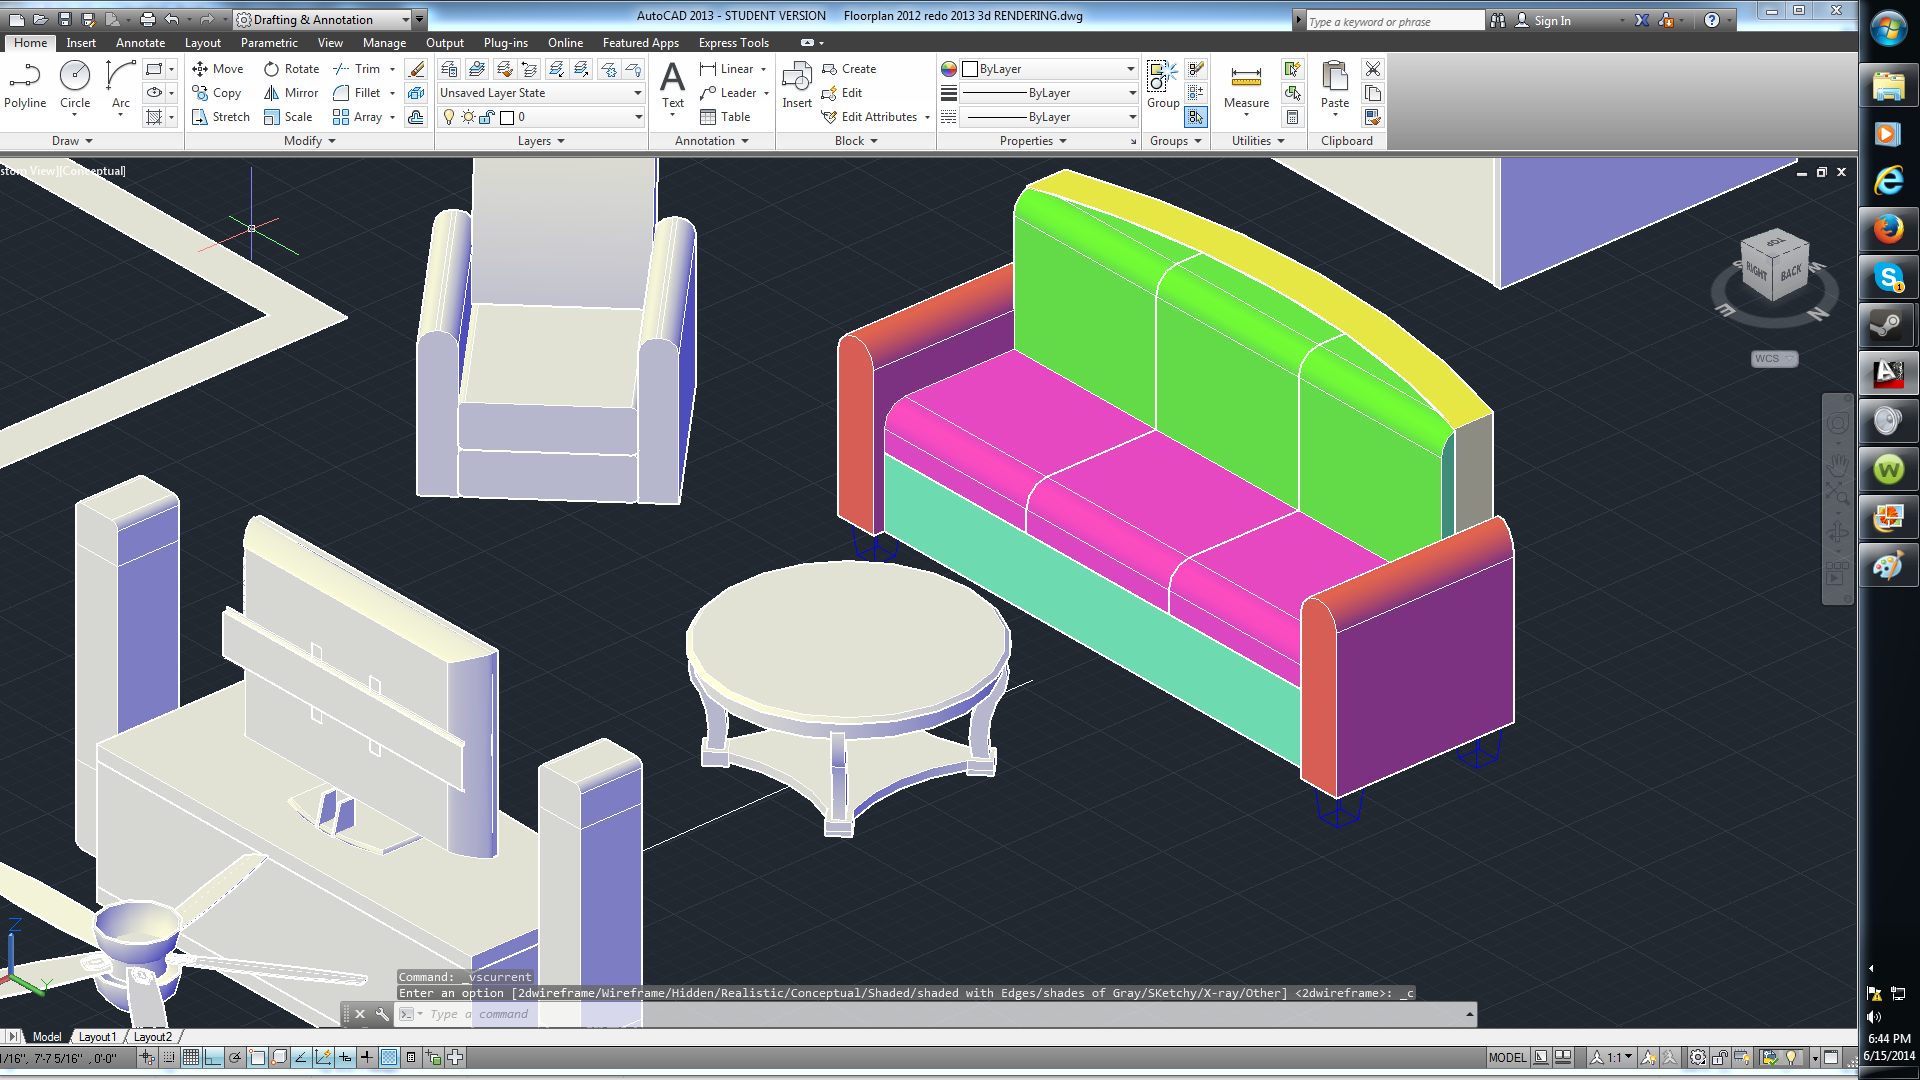 Drafting & Annotation
AutoCAD 2013 - STUDENT VERSION Floorplan 2012 redo 2013 3d RENDERING.dwg
Type a keyword or phrase
Sign In
Home Insert Annotate Layout Parametric View Manage Output Plug-ins Online Featured Apps Express Tools
Polyline Circle Arc
Move Rotate Trim
Copy Mirror Fillet
Stretch Scale Array
Unsaved Layer State
0
Text
Linear
Leader
Table
Insert
Create
Edit
Edit Attributes
ByLayer
ByLayer
ByLayer
Group
Measure
Paste
Draw Modify Layers Annotation Block Properties Groups Utilities Clipboard
stom View][Conceptual]
TOP
RIGHT BACK
E N
WCS
Z
Y
Command: _vscurrent
Enter an option [2dwireframe/Wireframe/Hidden/Realistic/Conceptual/Shaded/shaded with Edges/shades of Gray/SKetchy/X-ray/Other] <2dwireframe>: _c
Type a command
Model Layout1 Layout2
1/16", 7'-7 5/16" , 0'-0"
MODEL
1:1
6:44 PM
6/15/2014